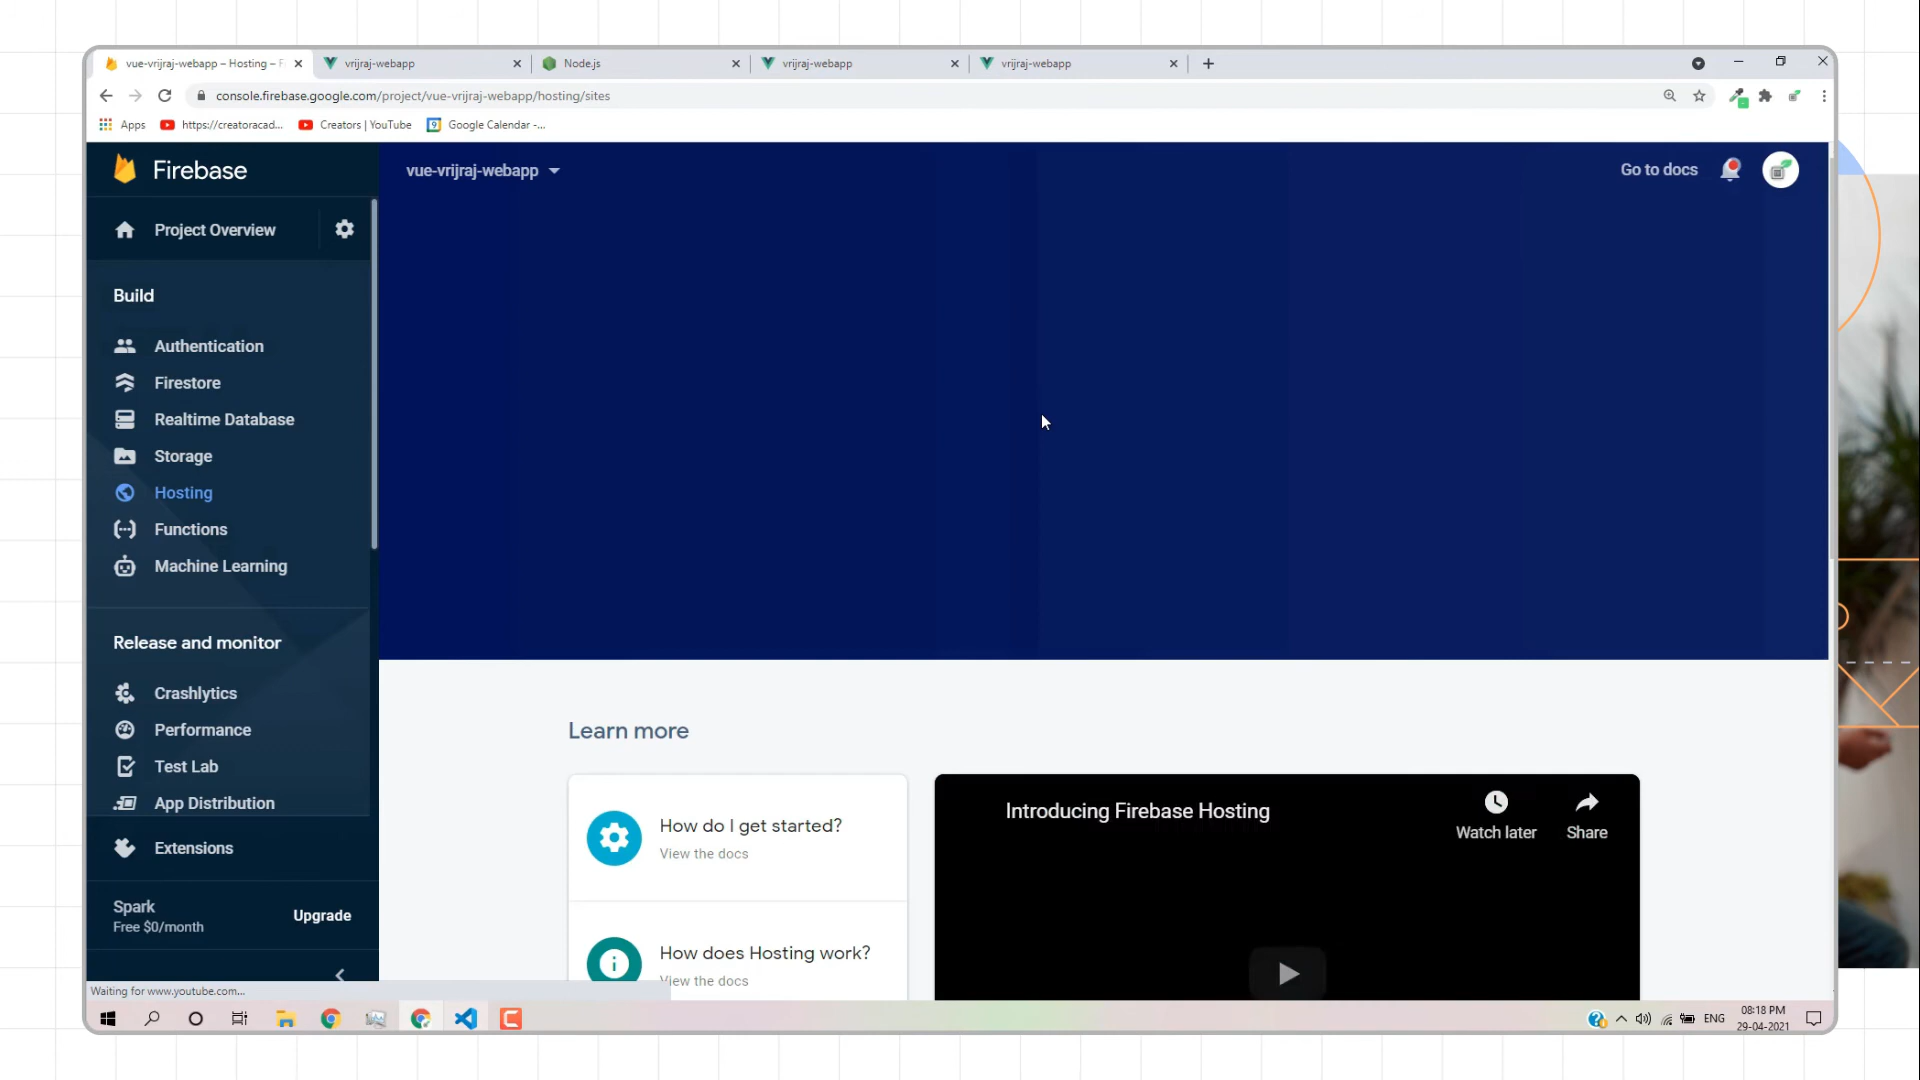 vue-vrijraj-webapp – Hosting – F
vrijraj-webapp
Node.js
vrijraj-webapp
vrijraj-webapp
console.firebase.google.com/project/vue-vrijraj-webapp/hosting/sites
Apps
https://creatoracad...
Creators | YouTube
Google Calendar -...
Firebase
vue-vrijraj-webapp
Go to docs
Project Overview
Build
Authentication
Firestore
Realtime Database
Storage
Hosting
Functions
Machine Learning
Release and monitor
Crashlytics
Performance
Test Lab
App Distribution
Extensions
Spark
Free $0/month
Upgrade
Learn more
How do I get started?
View the docs
How does Hosting work?
View the docs
Introducing Firebase Hosting
Watch later
Share
Waiting for www.youtube.com...
ENG
08:18 PM
29-04-2021